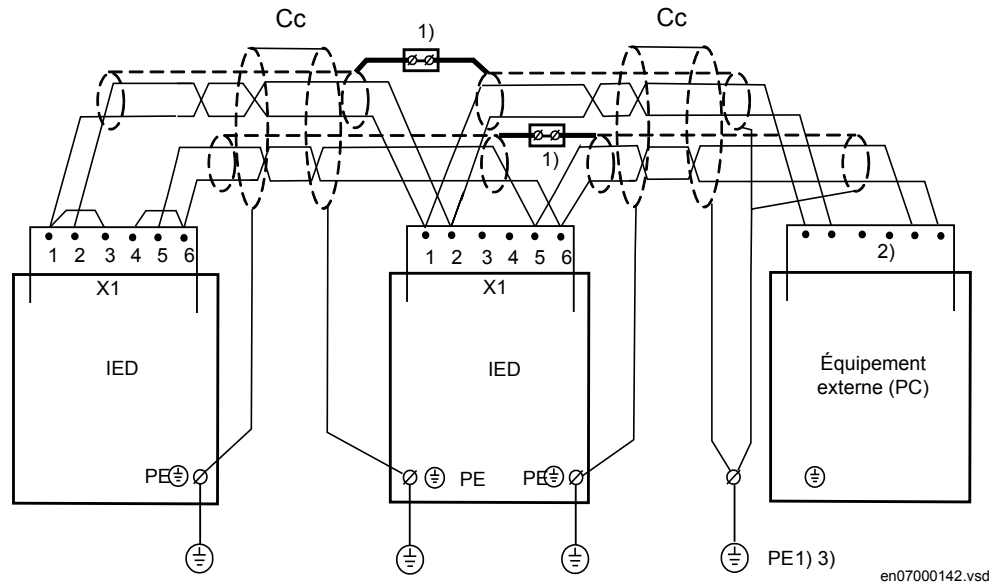 Cc
1)
Cc
1)
1 2 3 4 5 6
1 2 3 4 5 6
2)
X1
X1
IED
IED
Équipement
externe (PC)
PE
PE
PE
PE1) 3)
en07000142.vsd